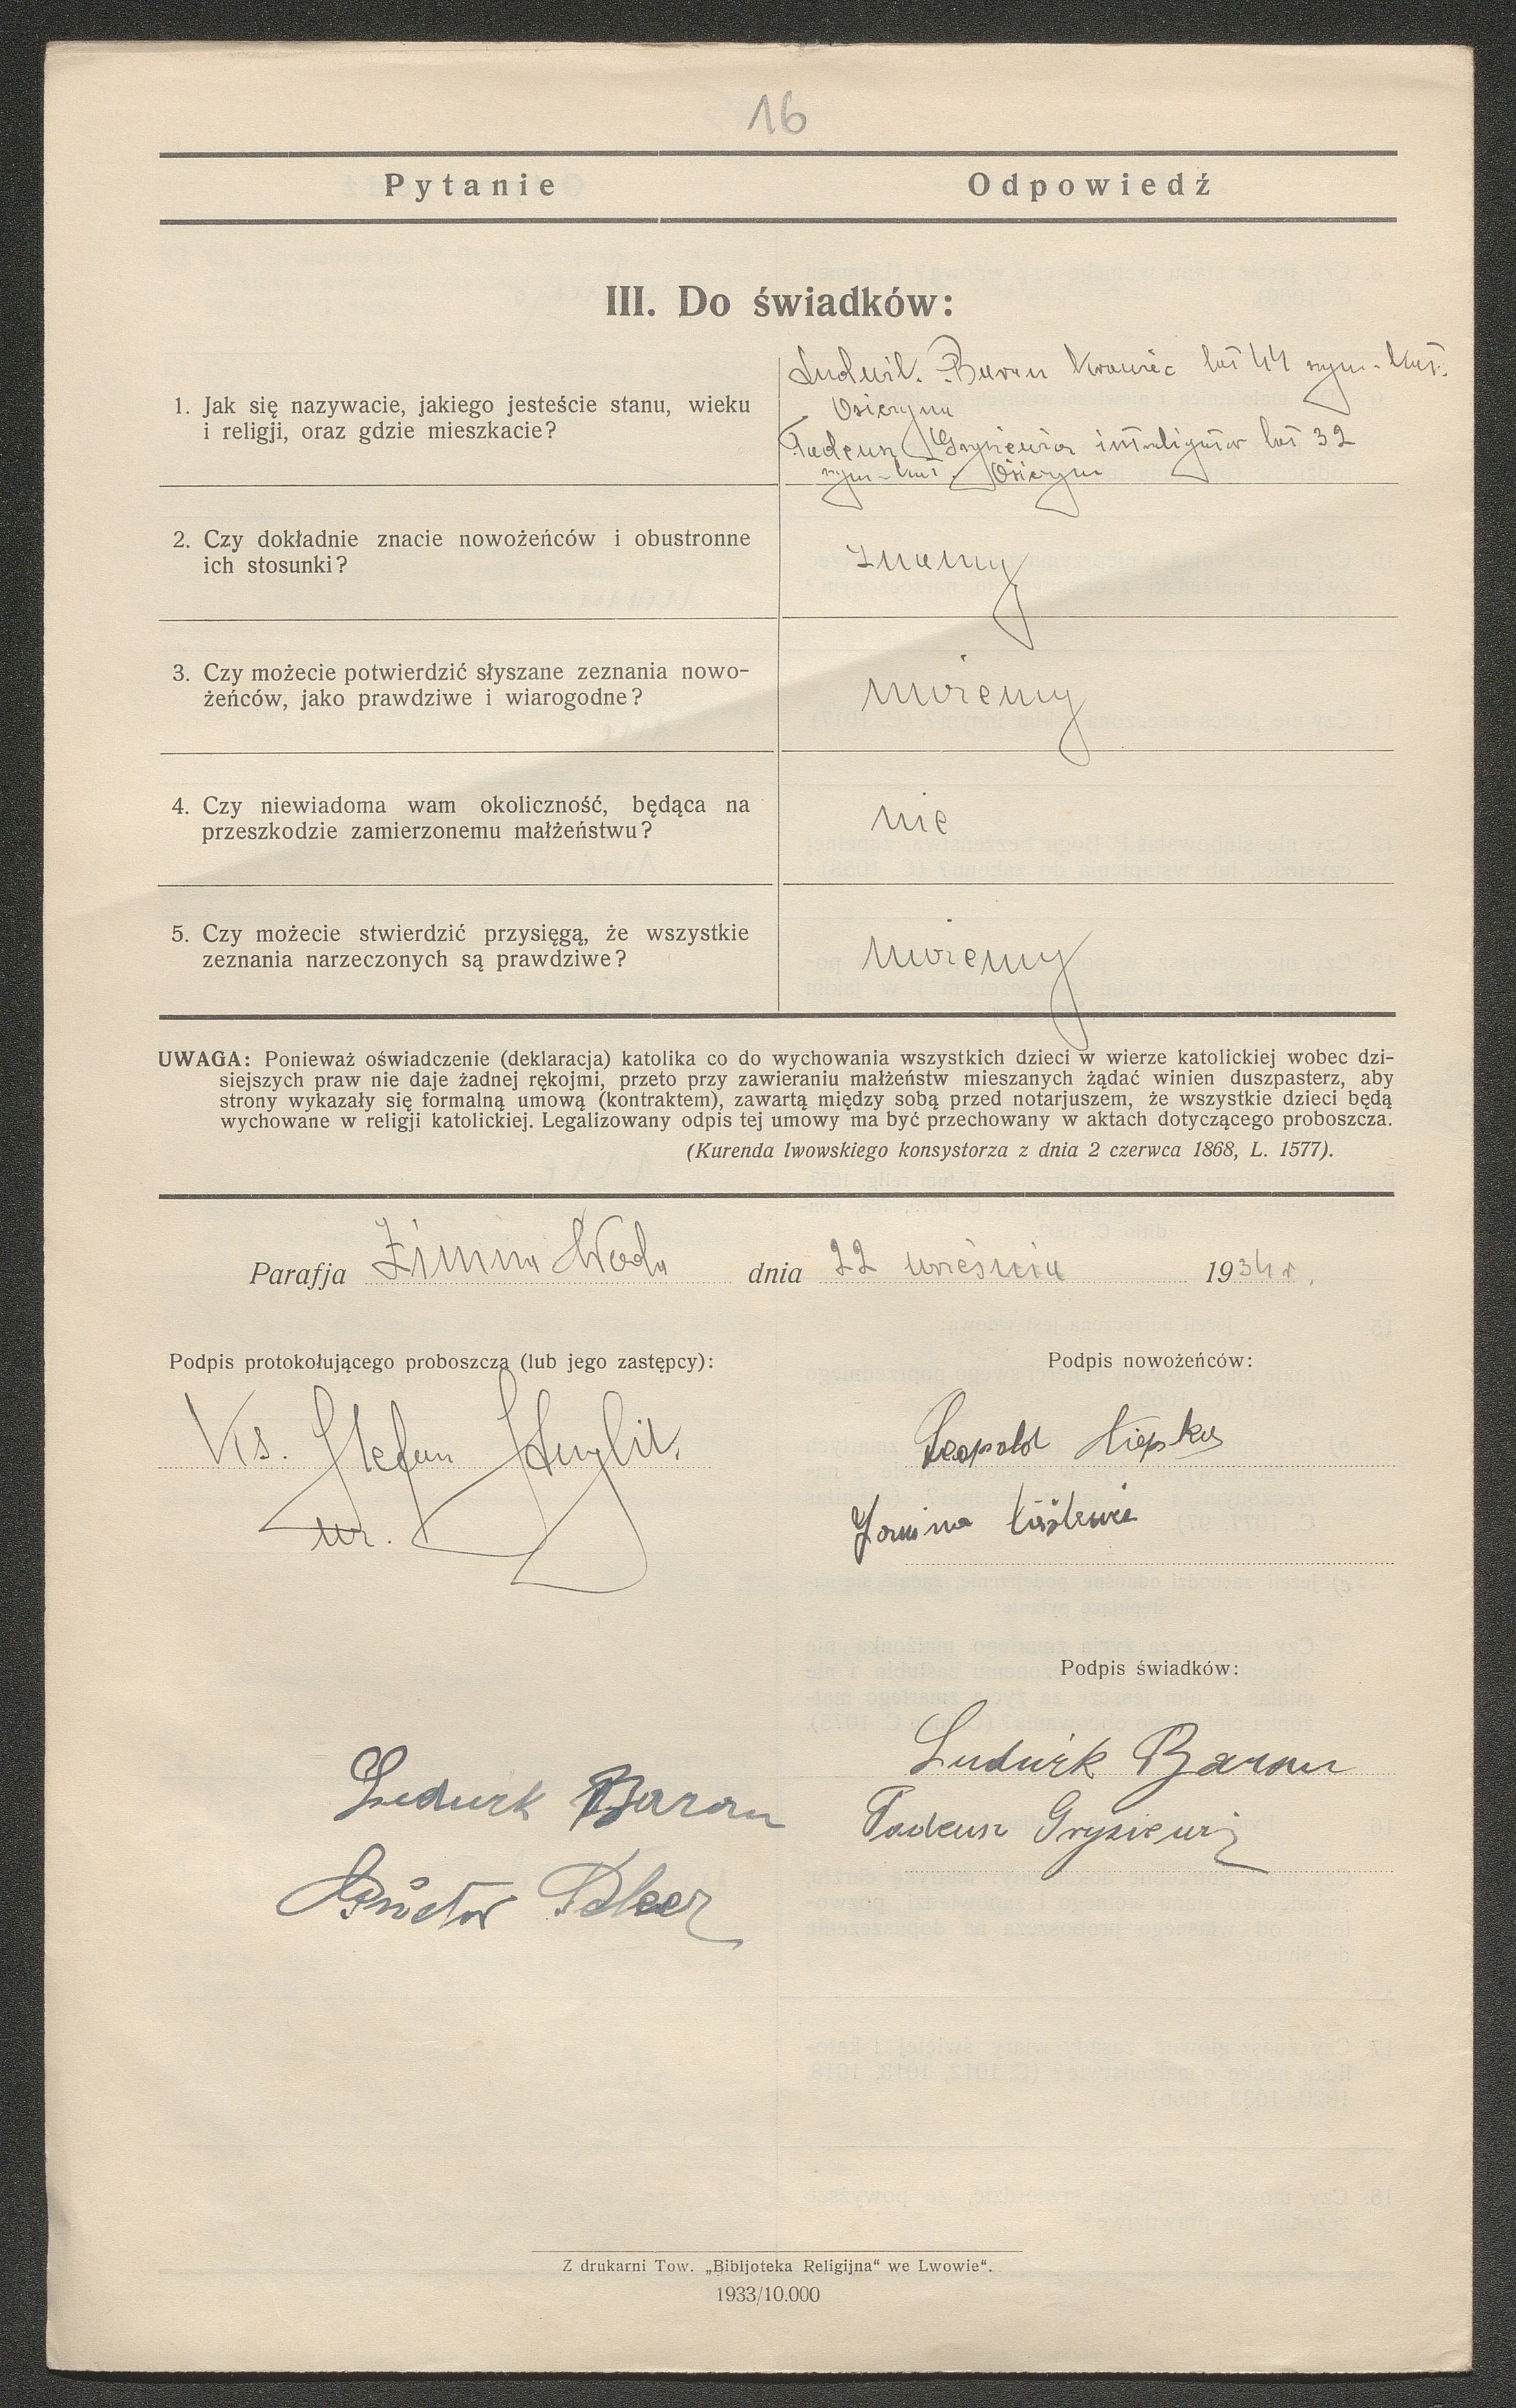 16
Pytanie Odpowiedź
III. Do świadków:
1. Jak się nazywacie, jakiego jesteście stanu, wieku
i religji, oraz gdzie mieszkacie?
Ludwik Baran krawiec lat 44 rzym.-kat.
Tadeusz Gryziewicz lat 32
rzym-kat.
2. Czy dokładnie znacie nowożeńców i obustronne
ich stosunki?
znamy
3. Czy możecie potwierdzić słyszane zeznania nowo-
żeńców, jako prawdziwe i wiarogodne?
możemy
4. Czy niewiadoma wam okoliczność, będąca na
przeszkodzie zamierzonemu małżeństwu?
nie
5. Czy możecie stwierdzić przysięgą, że wszystkie
zeznania narzeczonych są prawdziwe?
możemy
UWAGA: Ponieważ oświadczenie (deklaracja) katolika co do wychowania wszystkich dzieci w wierze katolickiej wobec dzi-
siejszych praw nie daje żadnej rękojmi, przeto przy zawieraniu małżeństw mieszanych żądać winien duszpasterz, aby
strony wykazały się formalną umową (kontraktem), zawartą między sobą przed notarjuszem, że wszystkie dzieci będą
wychowane w religji katolickiej. Legalizowany odpis tej umowy ma być przechowany w aktach dotyczącego proboszcza.
(Kurenda lwowskiego konsystorza z dnia 2 czerwca 1868, L. 1577).
Parafja Zimna Woda dnia 22 września 1934 r.
Podpis protokołującego proboszcza (lub jego zastępcy):
Ks. Stefan
Podpis nowożeńców:
Leopold
Janina
Podpis świadków:
Ludwik Baran
Tadeusz Gryziewicz
Ludwik Baran
Wiktor
Z drukarni Tow. „Bibljoteka Religijna“ we Lwowie“.
1933/10.000